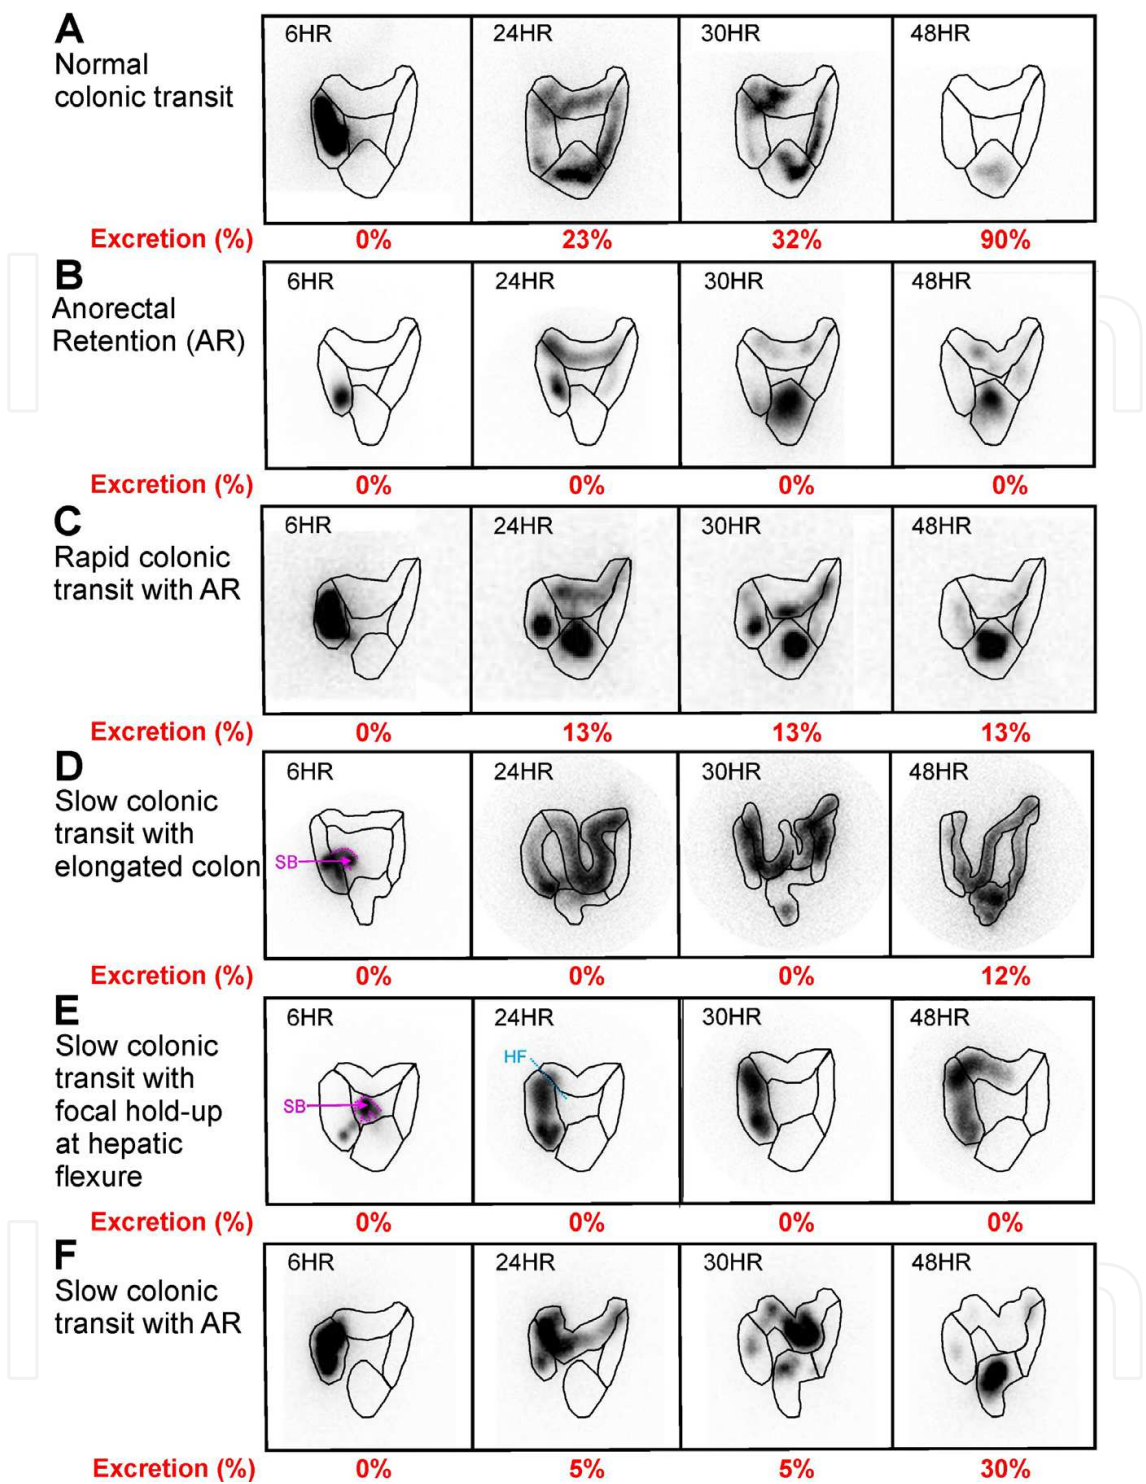 A
Normal
colonic transit
6HR 24HR 30HR 48HR
Excretion (%) 0% 23% 32% 90%
B
Anorectal
Retention (AR)
6HR 24HR 30HR 48HR
Excretion (%) 0% 0% 0% 0%
C
Rapid colonic
transit with AR
6HR 24HR 30HR 48HR
Excretion (%) 0% 13% 13% 13%
D
Slow colonic
transit with
elongated colon
6HR 24HR 30HR 48HR
SB
Excretion (%) 0% 0% 0% 12%
E
Slow colonic
transit with
focal hold-up
at hepatic
flexure
6HR 24HR 30HR 48HR
HF
SB
Excretion (%) 0% 0% 0% 0%
F
Slow colonic
transit with AR
6HR 24HR 30HR 48HR
Excretion (%) 0% 5% 5% 30%